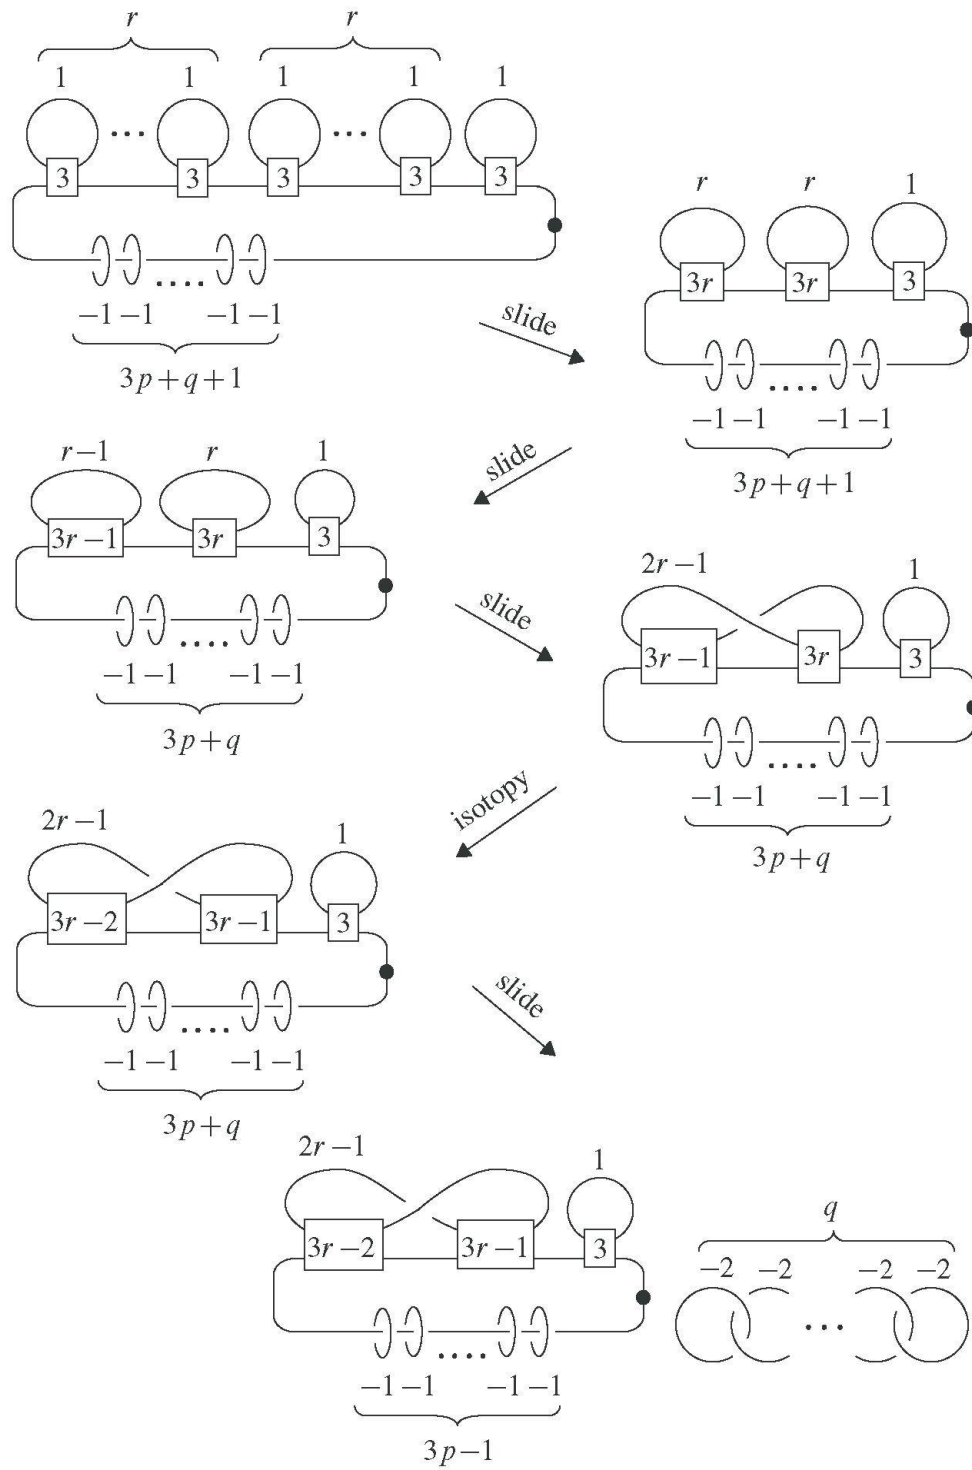 r r
1 1 1 1 1
3 3 3 3 3
−1 −1 −1 −1
3p+q+1
slide
r r 1
3r 3r 3
−1 −1 −1 −1
3p+q+1
slide
r−1 r 1
3r−1 3r 3
−1 −1 −1 −1
3p+q
slide
2r−1 1
3r−1 3r 3
−1 −1 −1 −1
3p+q
isotopy
2r−1 1
3r−2 3r−1 3
−1 −1 −1 −1
3p+q
slide
2r−1 1
3r−2 3r−1 3
−1 −1 −1 −1
3p−1
q
−2 −2 −2 −2